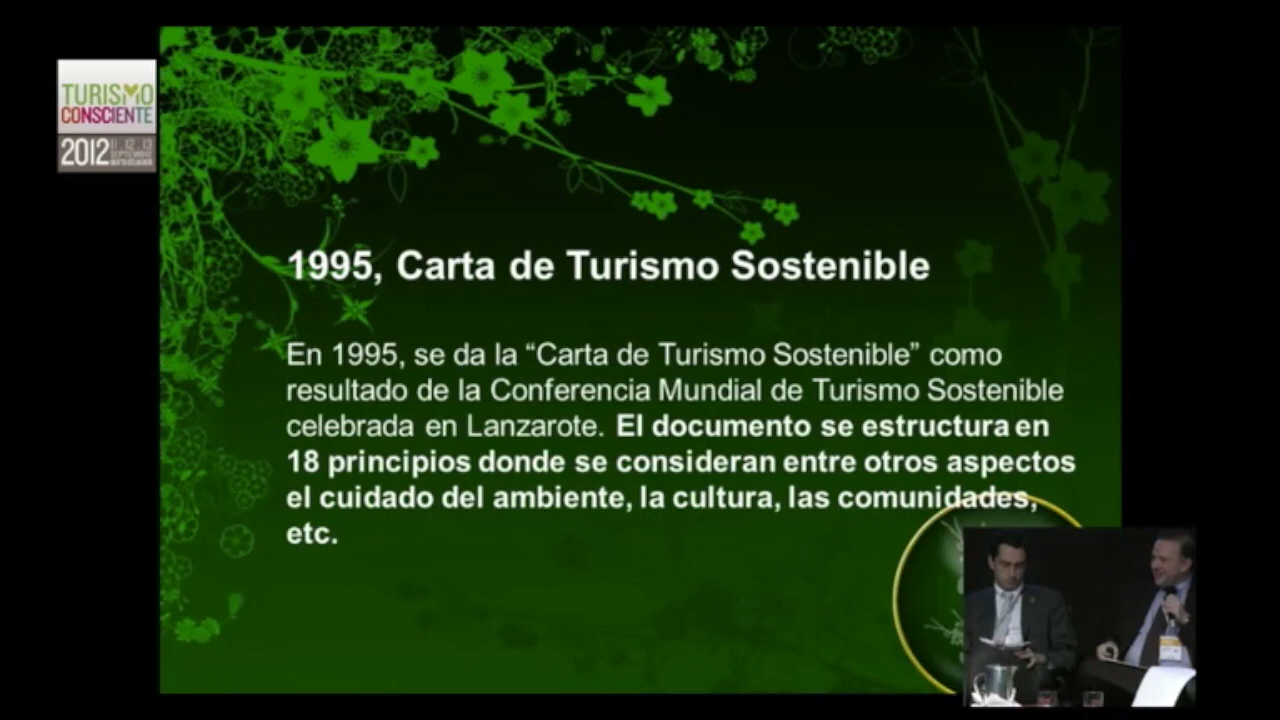 TURISMO
CONSCIENTE
2012
1995, Carta de Turismo Sostenible
En 1995, se da la “Carta de Turismo Sostenible” como
resultado de la Conferencia Mundial de Turismo Sostenible
celebrada en Lanzarote. El documento se estructura en
18 principios donde se consideran entre otros aspectos
el cuidado del ambiente, la cultura, las comunidades,
etc.